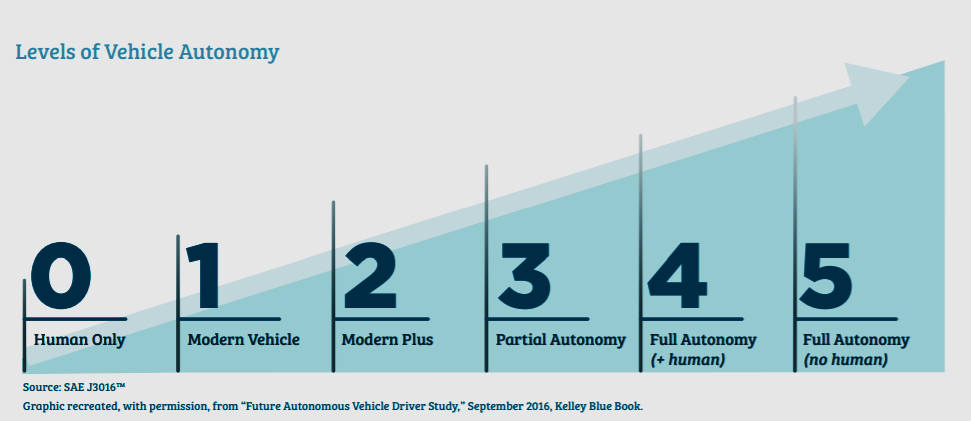 Levels of Vehicle Autonomy
0
1
2
3
4
5
Human Only
Modern Vehicle
Modern Plus
Partial Autonomy
Full Autonomy
(+ human)
Full Autonomy
(no human)
Source: SAE J3016™
Graphic recreated, with permission, from “Future Autonomous Vehicle Driver Study,” September 2016, Kelley Blue Book.